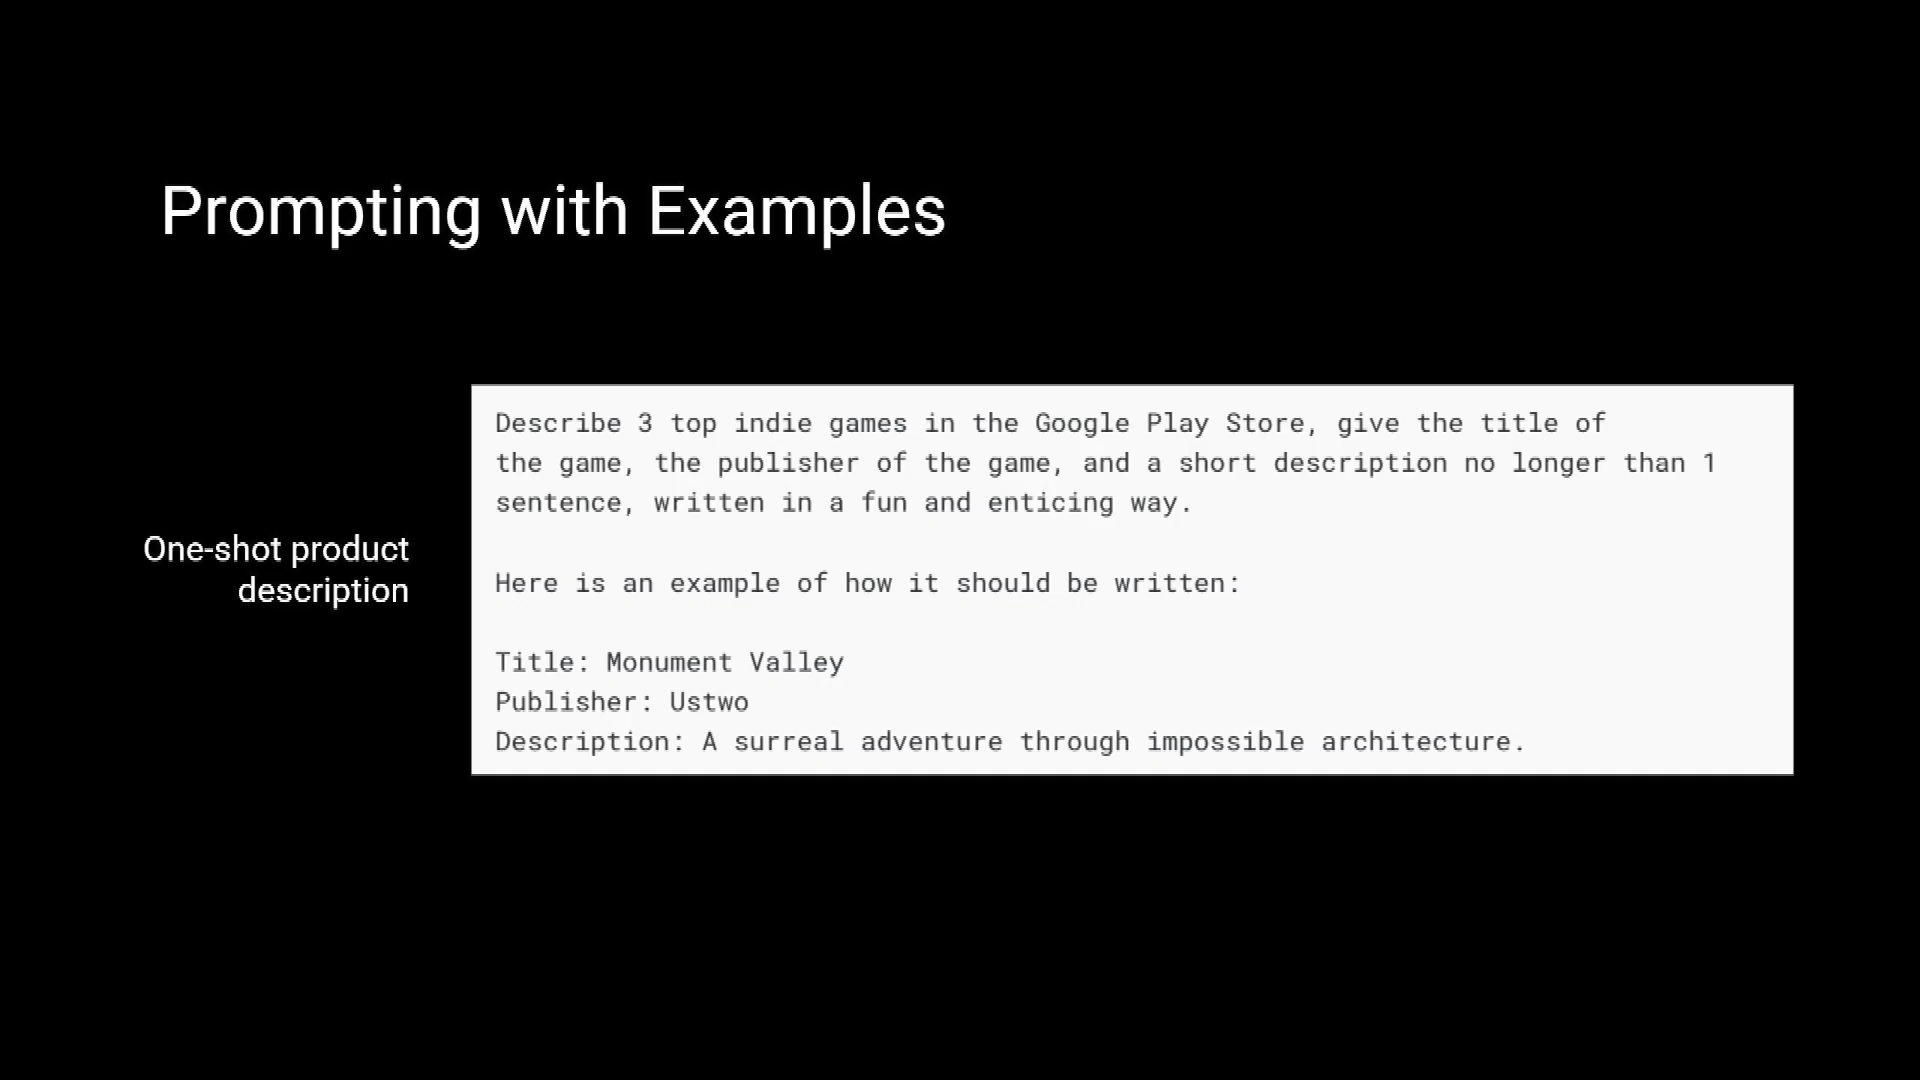 Prompting with Examples
One-shot product
description
Describe 3 top indie games in the Google Play Store, give the title of
the game, the publisher of the game, and a short description no longer than 1
sentence, written in a fun and enticing way.
Here is an example of how it should be written:
Title: Monument Valley
Publisher: Ustwo
Description: A surreal adventure through impossible architecture.